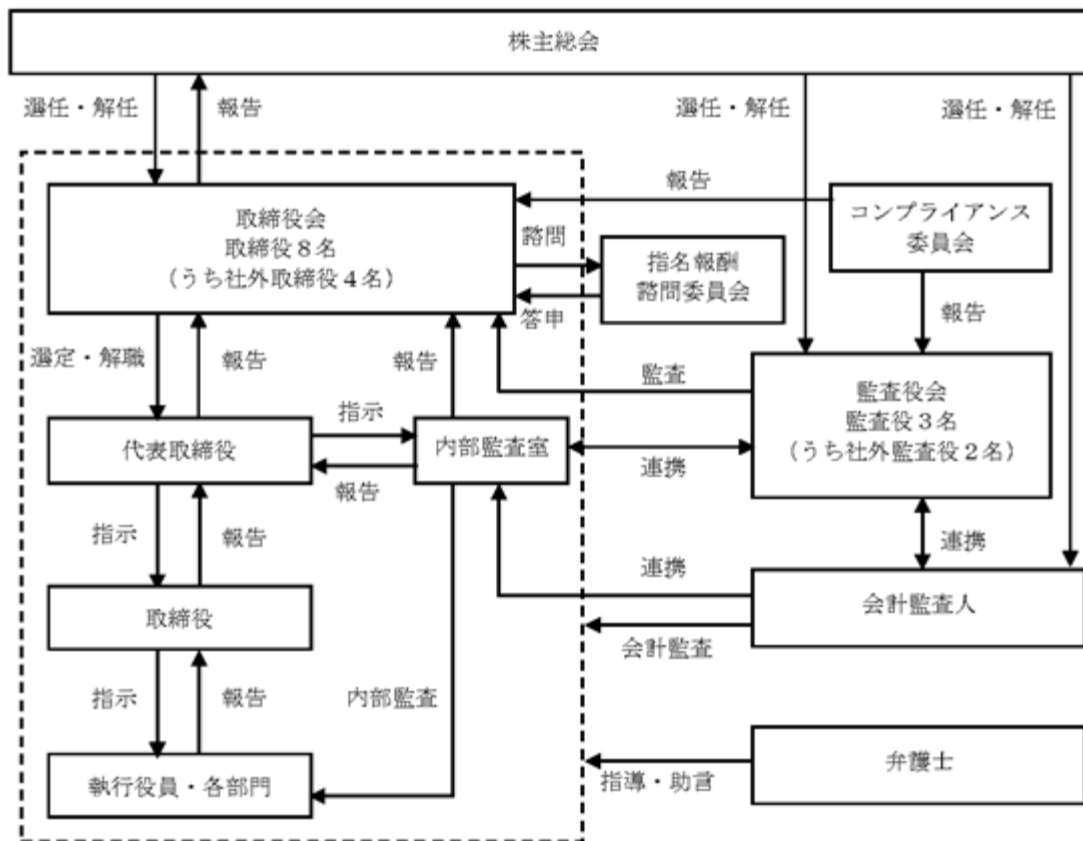 株主総会
選任・解任
報告
選任・解任
選任・解任
報告
コンプライアンス
委員会
取締役会
取締役8名
(うち社外取締役4名)
諮問
指名報酬
諮問委員会
答申
報告
選定・解職
報告
報告
監査
監査役会
監査役3名
(うち社外監査役2名)
指示
代表取締役
内部監査室
報告
連携
指示
報告
連携
連携
取締役
会計監査人
会計監査
指示
報告
内部監査
執行役員・各部門
指導・助言
弁護士